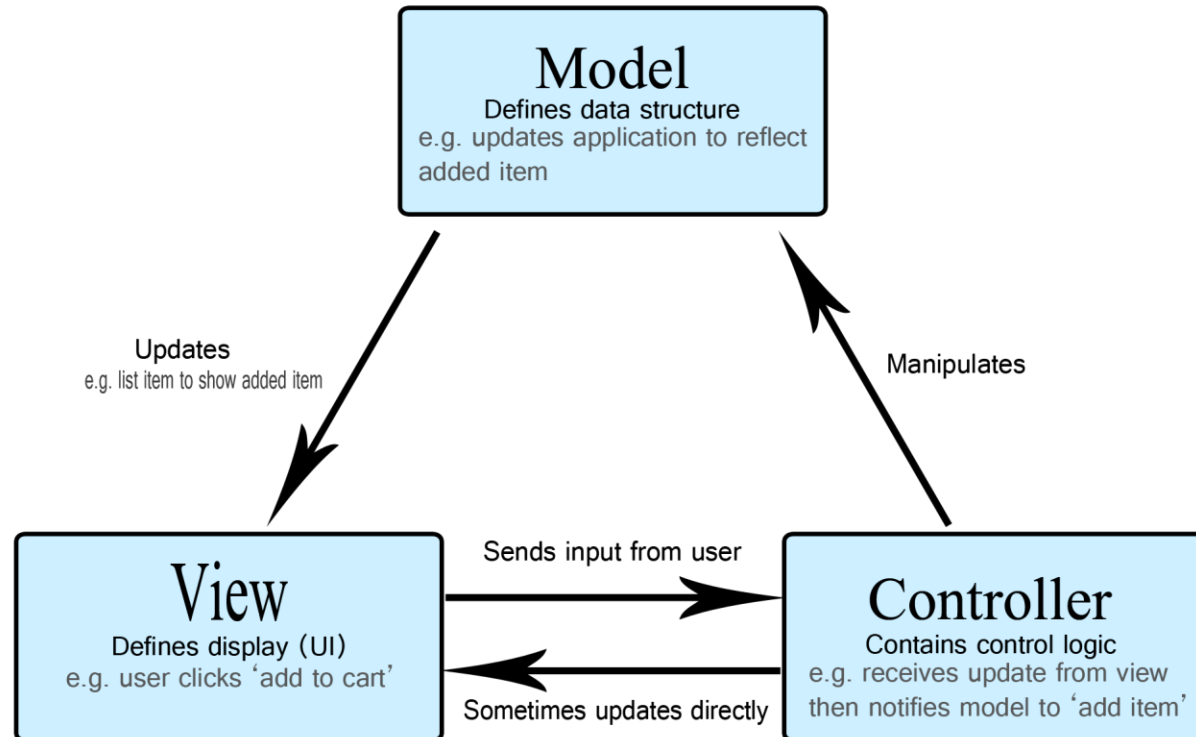 Model
Defines data structure
e.g. updates application to reflect
added item
Updates
e.g. list item to show added item
Manipulates
View
Defines display (UI)
e.g. user clicks ‘add to cart’
Sends input from user
Sometimes updates directly
Controller
Contains control logic
e.g. receives update from view
then notifies model to ‘add item’